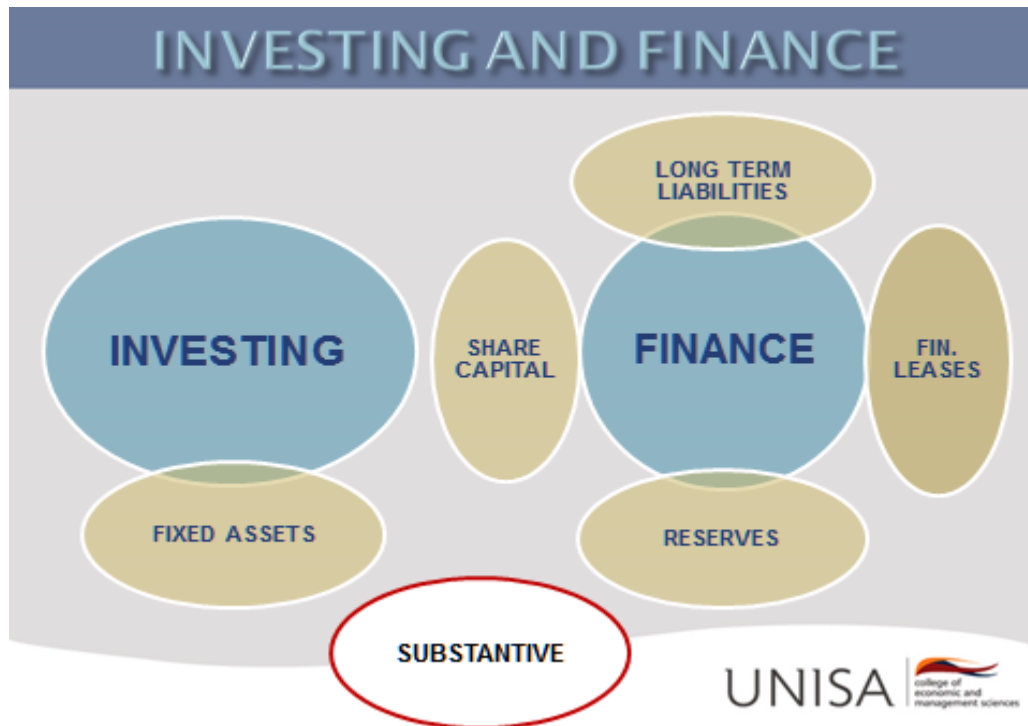 INVESTING AND FINANCE
LONG TERM
LIABILITIES
INVESTING
SHARE
CAPITAL
FINANCE
FIN.
LEASES
FIXED ASSETS
RESERVES
SUBSTANTIVE
UNISA
college of
economic and
management sciences